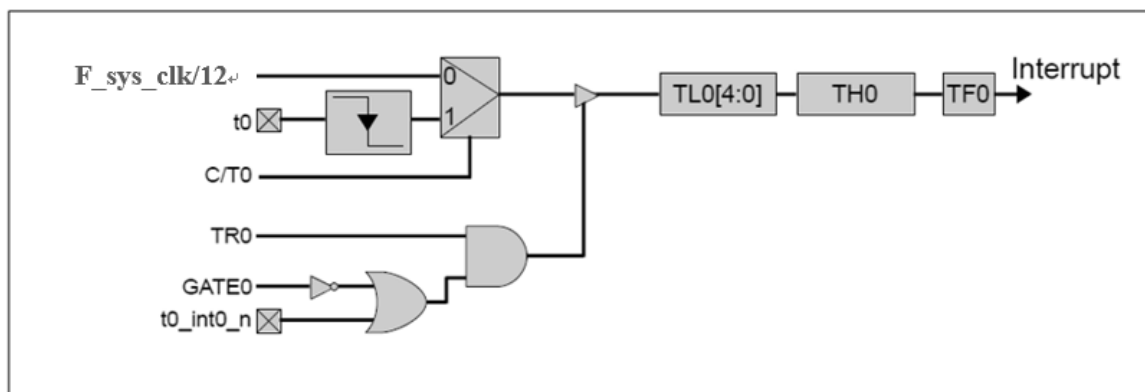 F_sys_clk/12↵
0
Interrupt
TL0[4:0]
TH0
TF0
t0
1
C/T0
TR0
GATE0
t0_int0_n